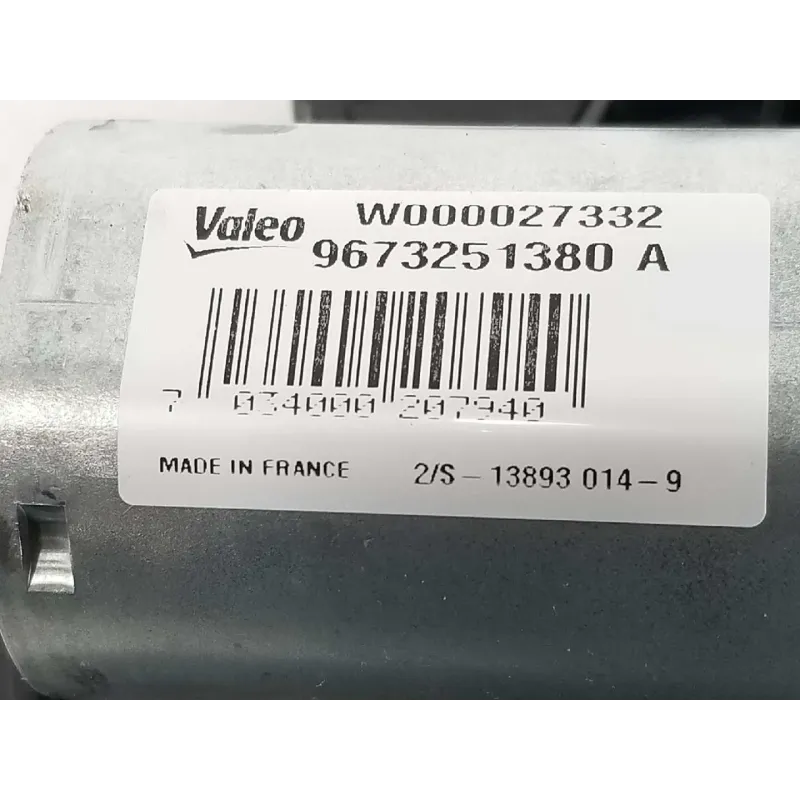 Valeo W000027332
9673251380 A
7 034000 207940
MADE IN FRANCE 2/S - 13893 014 - 9